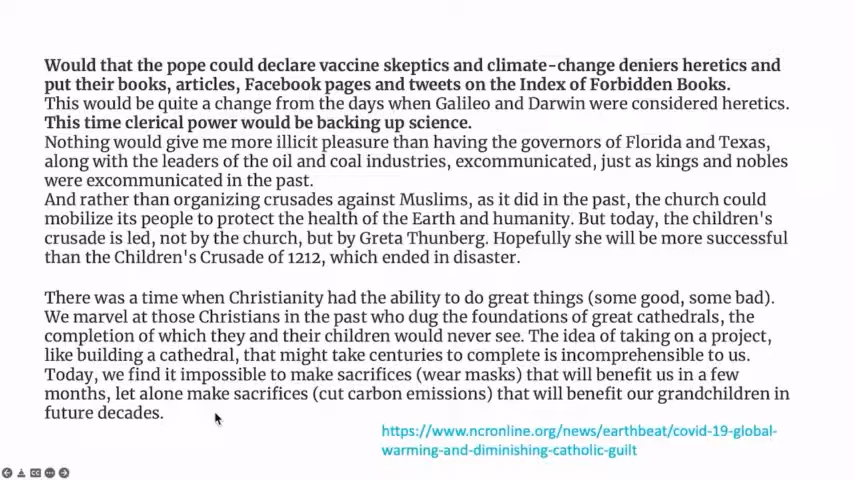 Would that the pope could declare vaccine skeptics and climate-change deniers heretics and
put their books, articles, Facebook pages and tweets on the Index of Forbidden Books.
This would be quite a change from the days when Galileo and Darwin were considered heretics.
This time clerical power would be backing up science.
Nothing would give me more illicit pleasure than having the governors of Florida and Texas,
along with the leaders of the oil and coal industries, excommunicated, just as kings and nobles
were excommunicated in the past.
And rather than organizing crusades against Muslims, as it did in the past, the church could
mobilize its people to protect the health of the Earth and humanity. But today, the children's
crusade is led, not by the church, but by Greta Thunberg. Hopefully she will be more successful
than the Children's Crusade of 1212, which ended in disaster.
There was a time when Christianity had the ability to do great things (some good, some bad).
We marvel at those Christians in the past who dug the foundations of great cathedrals, the
completion of which they and their children would never see. The idea of taking on a project,
like building a cathedral, that might take centuries to complete is incomprehensible to us.
Today, we find it impossible to make sacrifices (wear masks) that will benefit us in a few
months, let alone make sacrifices (cut carbon emissions) that will benefit our grandchildren in
future decades.
https://www.ncronline.org/news/earthbeat/covid-19-global-
warming-and-diminishing-catholic-guilt